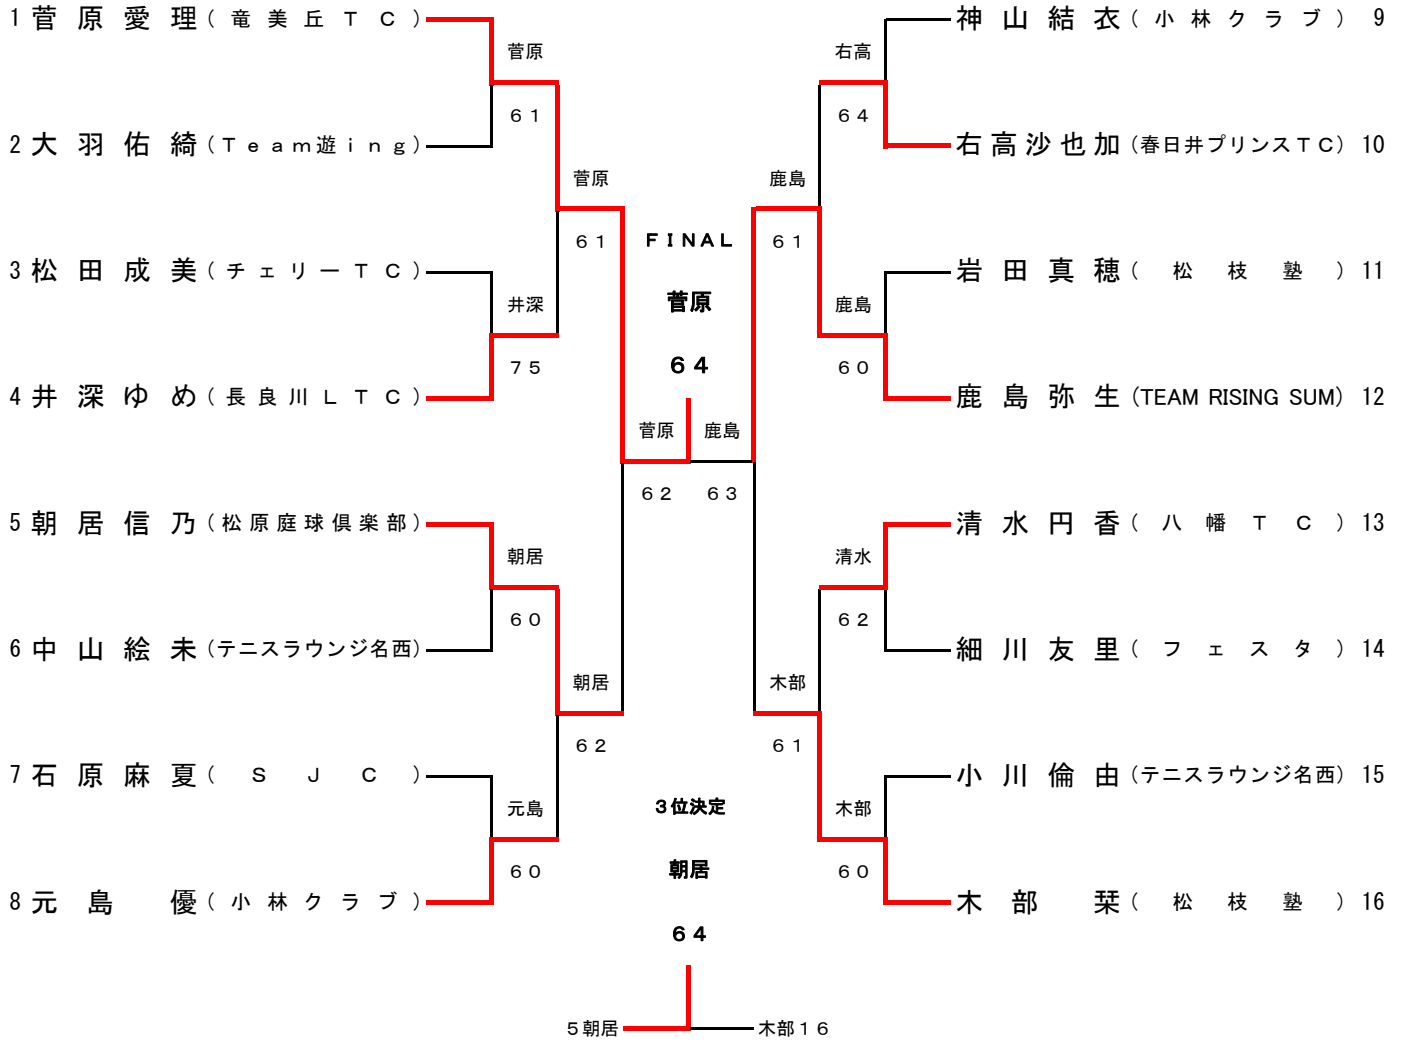 1 菅原愛理（竜美丘ＴＣ）
菅原
６１
2 大羽佑綺（Ｔｅａｍ遊ｉｎｇ）
菅原
６１
3 松田成美（チェリーＴＣ）
井深
７５
4 井深ゆめ（長良川ＬＴＣ）
菅原
６２
5 朝居信乃（松原庭球倶楽部）
朝居
６０
6 中山絵未（テニスラウンジ名西）
朝居
６２
7 石原麻夏（ＳＪＣ）
元島
６０
8 元島優（小林クラブ）
ＦＩＮＡＬ
菅原
６４
３位決定
朝居
６４
５朝居
木部１６
神山結衣（小林クラブ） 9
右高
６４
右高沙也加（春日井プリンスＴＣ） 10
鹿島
６１
岩田真穂（松枝塾） 11
鹿島
６０
鹿島弥生（TEAM RISING SUM） 12
鹿島
６３
清水円香（八幡ＴＣ） 13
清水
６２
細川友里（フェスタ） 14
木部
６１
小川倫由（テニスラウンジ名西） 15
木部
６０
木部栞（松枝塾） 16